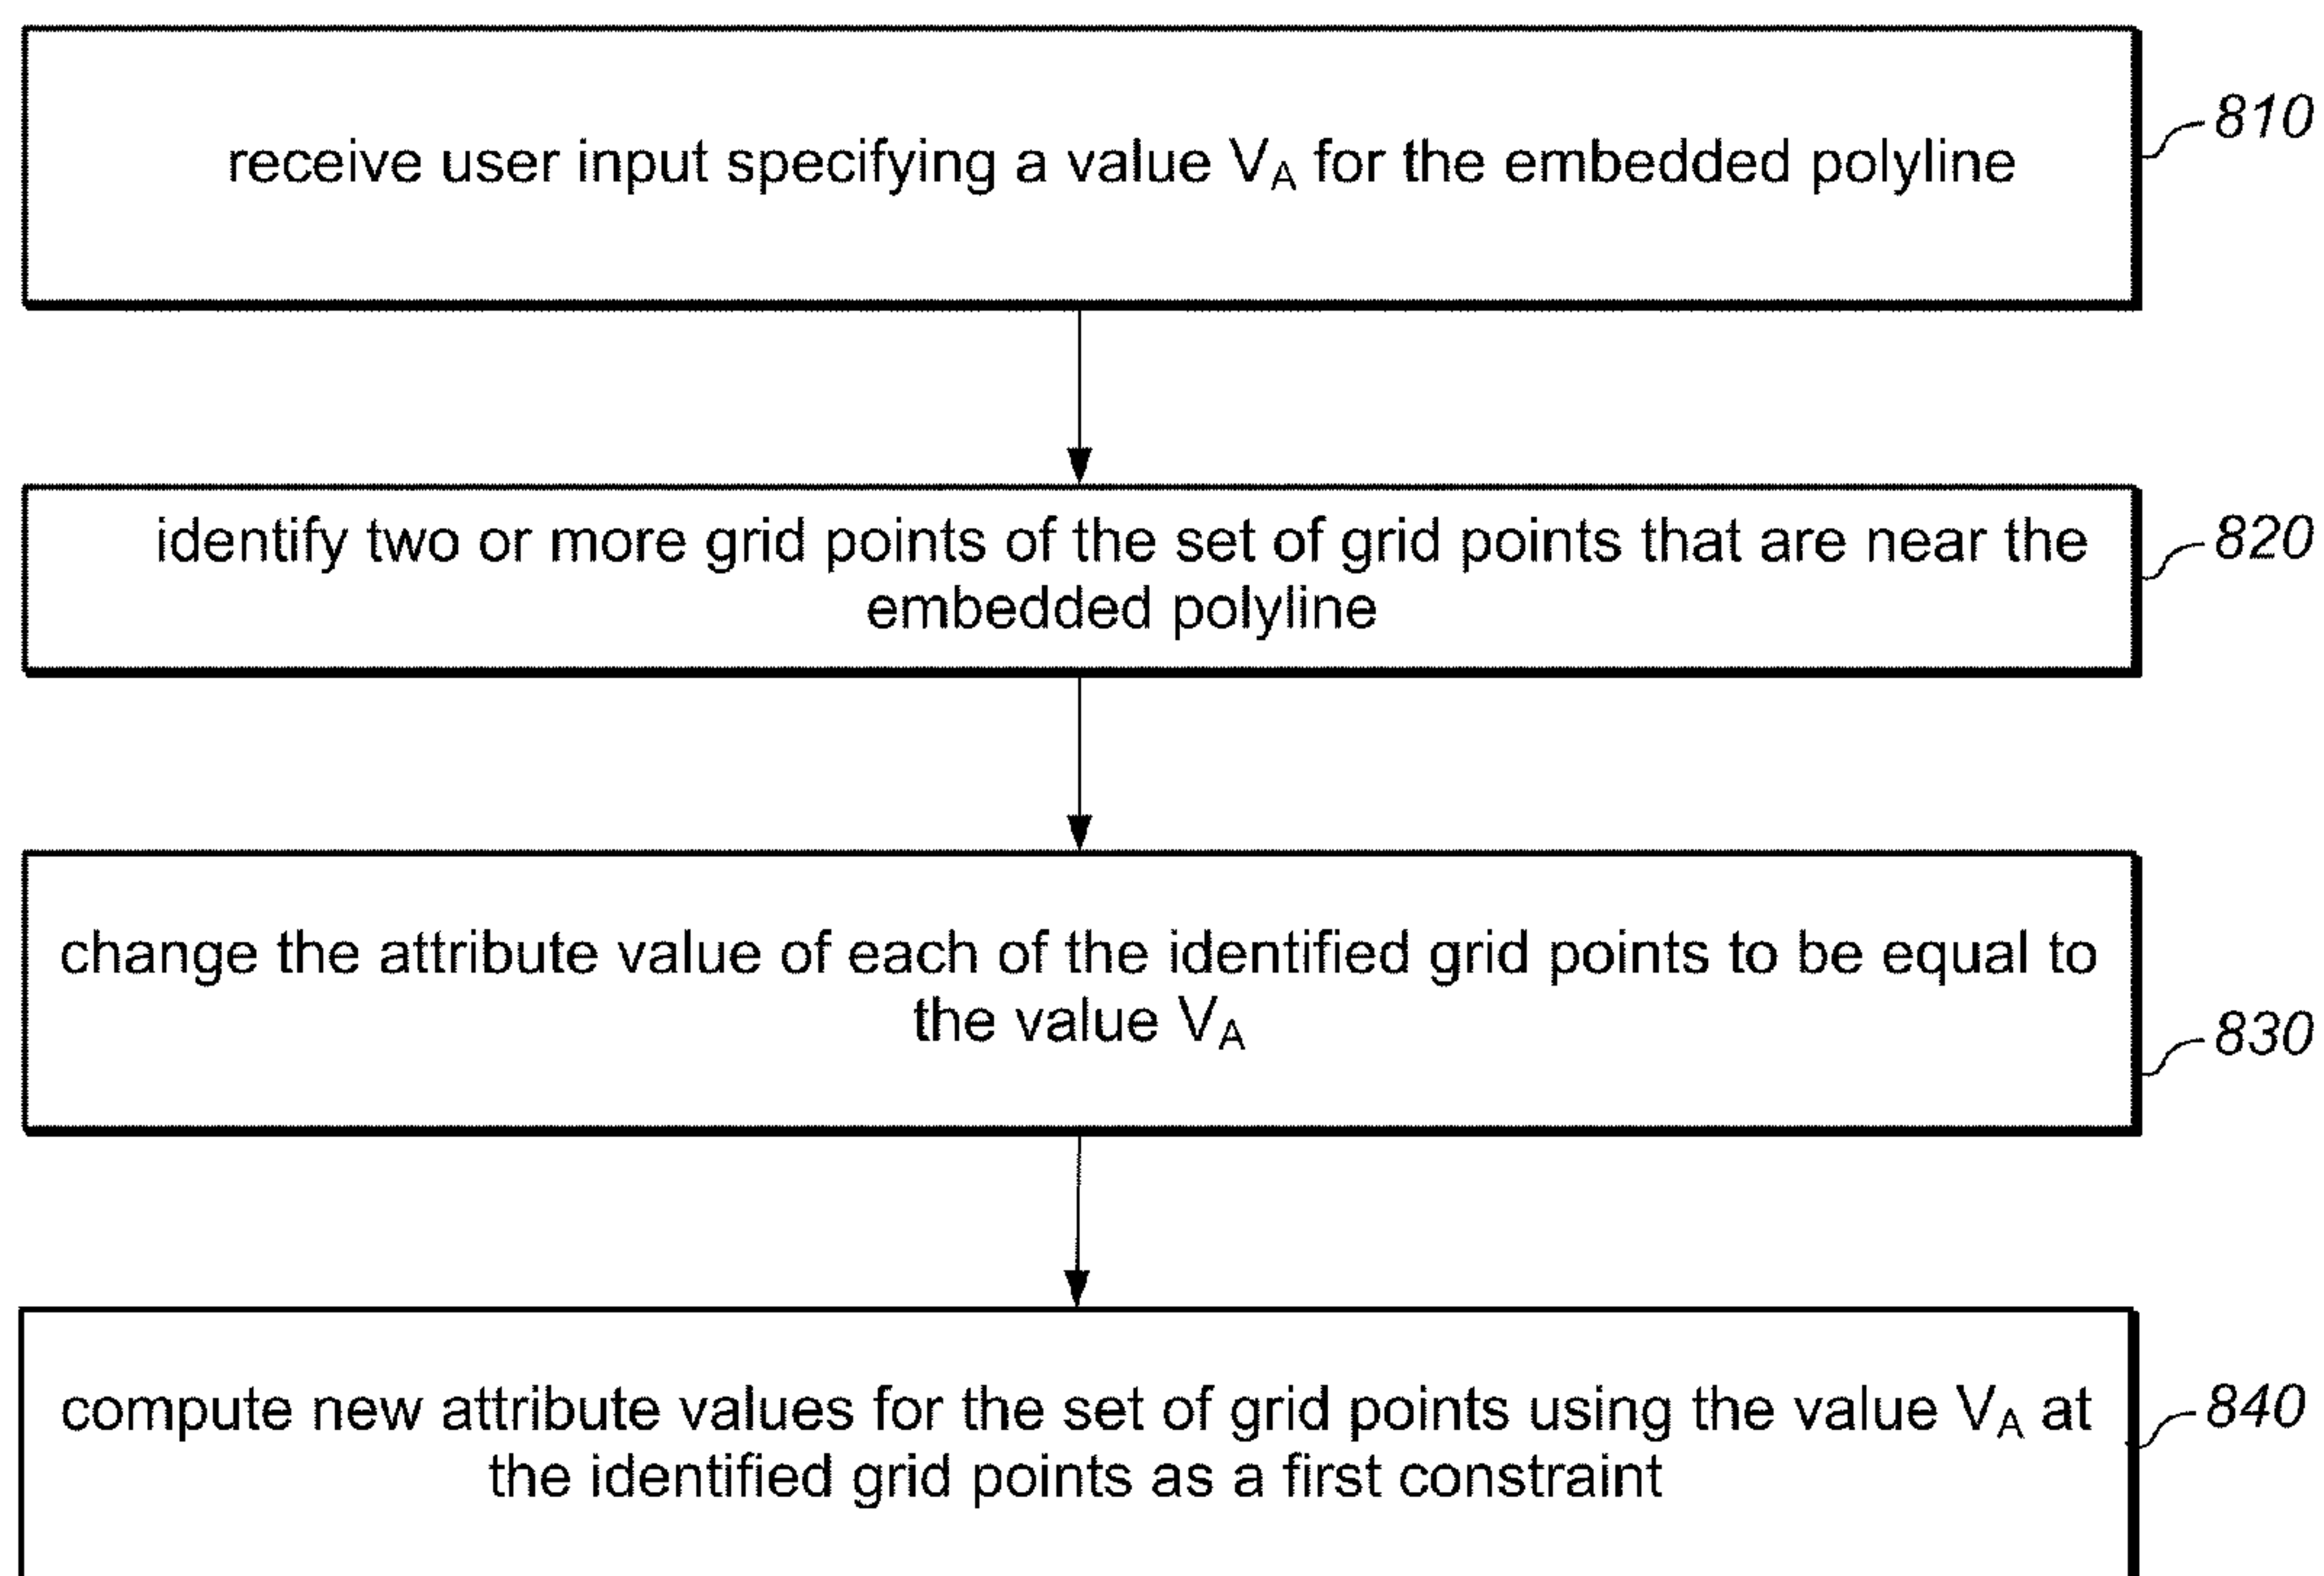 receive user input specifying a value V_A for the embedded polyline
810
identify two or more grid points of the set of grid points that are near the
embedded polyline
820
change the attribute value of each of the identified grid points to be equal to
the value V_A
830
compute new attribute values for the set of grid points using the value V_A at
the identified grid points as a first constraint
840